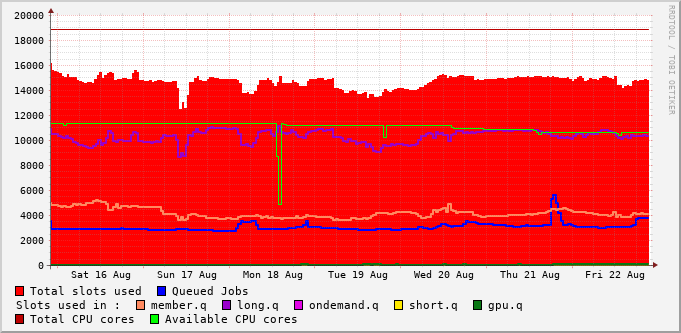 RRDTOOL / TOBI OETIKER
20000
18000
16000
14000
12000
10000
8000
6000
4000
2000
0
Sat 16 Aug Sun 17 Aug Mon 18 Aug Tue 19 Aug Wed 20 Aug Thu 21 Aug Fri 22 Aug
Total slots used Queued Jobs
Slots used in : member.q long.q ondemand.q short.q gpu.q
Total CPU cores Available CPU cores